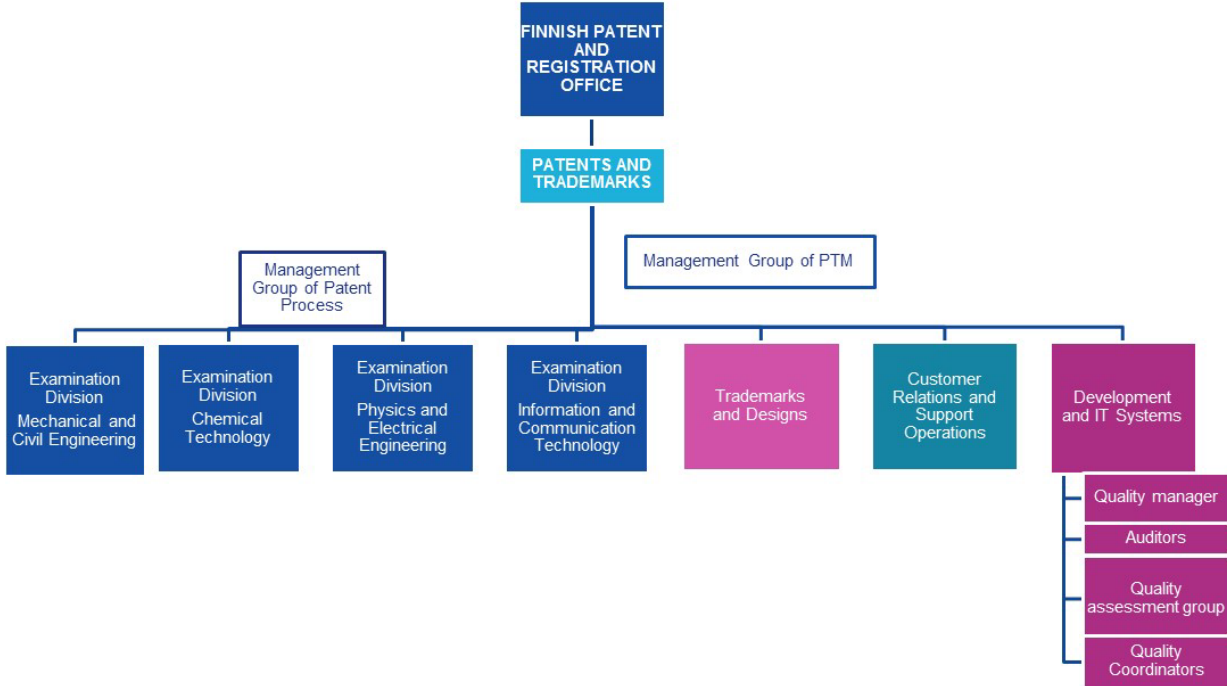 FINNISH PATENT
AND
REGISTRATION
OFFICE
PATENTS AND
TRADEMARKS
Management
Group of Patent
Process
Management Group of PTM
Examination
Division
Mechanical and
Civil Engineering
Examination
Division
Chemical
Technology
Examination
Division
Physics and
Electrical
Engineering
Examination
Division
Information and
Communication
Technology
Trademarks
and Designs
Customer
Relations and
Support
Operations
Development
and IT Systems
Quality manager
Auditors
Quality
assessment group
Quality
Coordinators